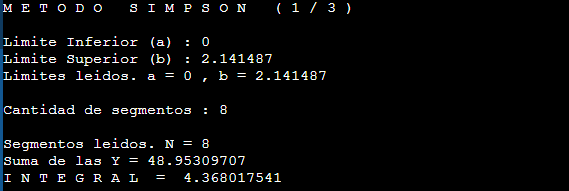 M E T O D O   S I M P S O N   ( 1 / 3 )
Limite Inferior (a) : 0
Limite Superior (b) : 2.141487
Limites leidos. a = 0 , b = 2.141487
Cantidad de segmentos : 8
Segmentos leidos. N = 8
Suma de las Y = 48.95309707
I N T E G R A L  =  4.368017541